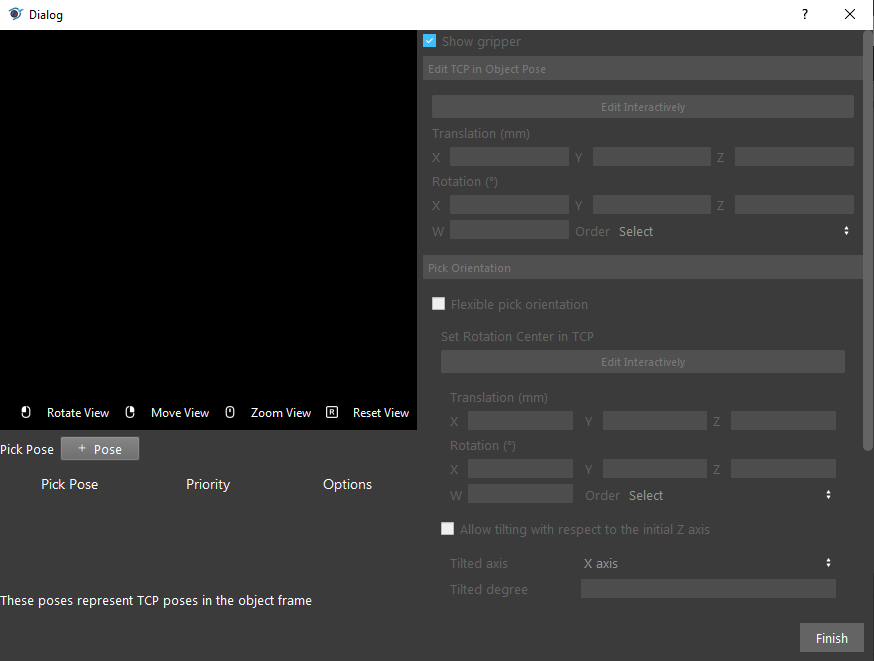 Dialog
?
Show gripper
Edit TCP in Object Pose
Edit Interactively
Translation (mm)
X Y Z
Rotation (°)
X Y Z
W Order Select
Pick Orientation
Flexible pick orientation
Set Rotation Center in TCP
Edit Interactively
Translation (mm)
X Y Z
Rotation (°)
X Y Z
W Order Select
Allow tilting with respect to the initial Z axis
Tilted axis X axis
Tilted degree
Rotate View Move View Zoom View R Reset View
Pick Pose + Pose
Pick Pose Priority Options
These poses represent TCP poses in the object frame
Finish